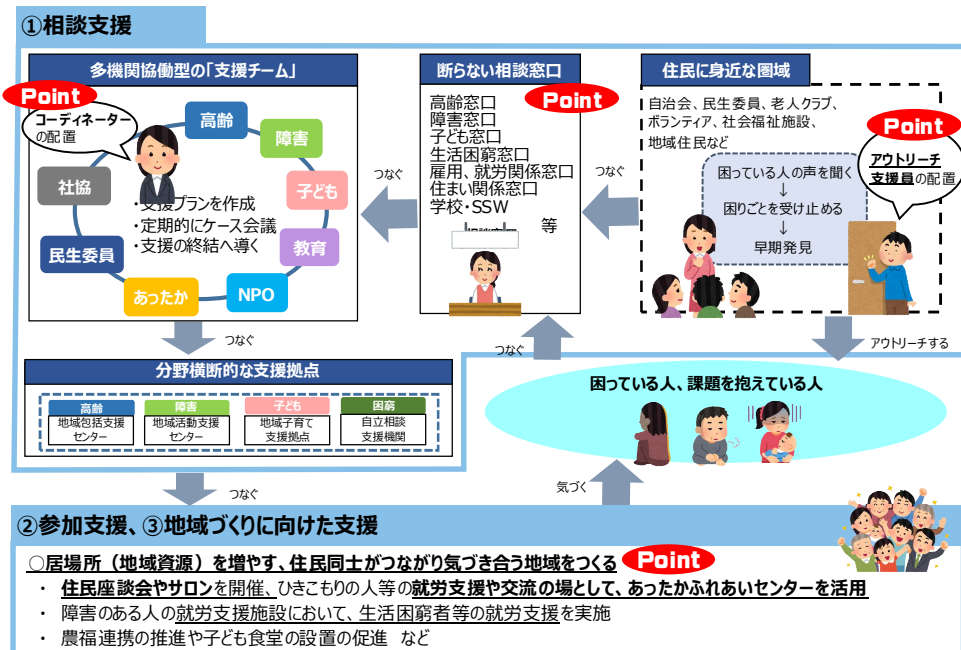 ①相談支援
多機関協働型の「支援チーム」
Point
コーディネーター
の配置
高齢
障害
子ども
教育
NPO
あったか
民生委員
社協
・支援プランを作成
・定期的にケース会議
・支援の終結へ導く
つなぐ
断らない相談窓口
Point
高齢窓口
障害窓口
子ども窓口
生活困窮窓口
雇用、就労関係窓口
住まい関係窓口
学校・SSW
等
つなぐ
住民に身近な圏域
自治会、民生委員、老人クラブ、
ボランティア、社会福祉施設、
地域住民など
Point
アウトリーチ
支援員の配置
困っている人の声を聞く
↓
困りごとを受け止める
↓
早期発見
つなぐ
つなぐ
アウトリーチする
分野横断的な支援拠点
高齢
地域包括支援
センター
障害
地域活動支援
センター
子ども
地域子育て
支援拠点
困窮
自立相談
支援機関
困っている人、課題を抱えている人
つなぐ
気づく
②参加支援、③地域づくりに向けた支援
○居場所（地域資源）を増やす、住民同士がつながり気づき合う地域をつくる
Point
・ 住民座談会やサロンを開催、ひきこもりの人等の就労支援や交流の場として、あったかふれあいセンターを活用
・ 障害のある人の就労支援施設において、生活困窮者等の就労支援を実施
・ 農福連携の推進や子ども食堂の設置の促進 など